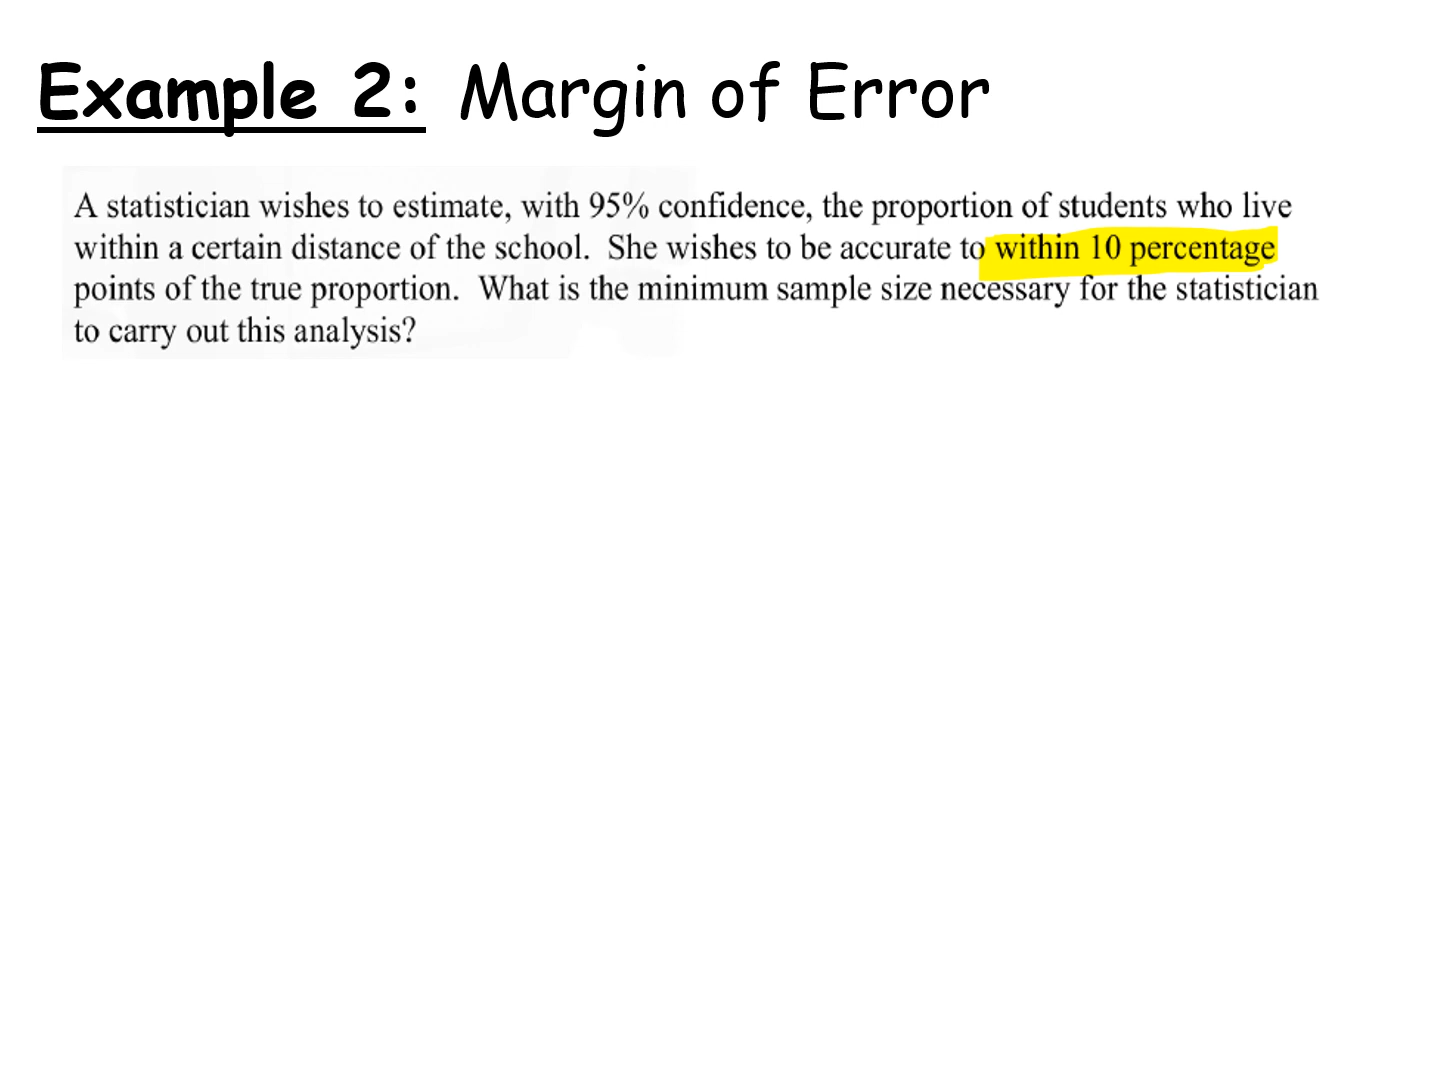 Example 2: Margin of Error
A statistician wishes to estimate, with 95% confidence, the proportion of students who live
within a certain distance of the school. She wishes to be accurate to within 10 percentage
points of the true proportion. What is the minimum sample size necessary for the statistician
to carry out this analysis?